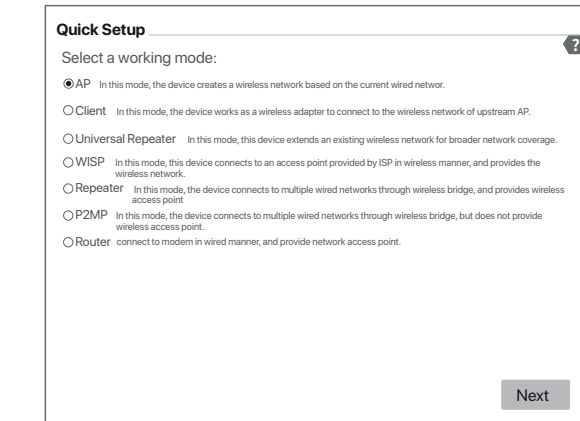 Quick Setup
?
Select a working mode:
AP In this mode, the device creates a wireless network based on the current wired networ.
Client In this mode, the device works as a wireless adapter to connect to the wireless network of upstream AP.
Universal Repeater In this mode, this device extends an existing wireless network for broader network coverage.
WISP In this mode, this device connects to an access point provided by ISP in wireless manner, and provides the
wireless network.
Repeater In this mode, the device connects to multiple wired networks through wireless bridge, and provides wireless
access point
P2MP In this mode, the device connects to multiple wired networks through wireless bridge, but does not provide
wireless access point.
Router connect to modem in wired manner, and provide network access point.
Next